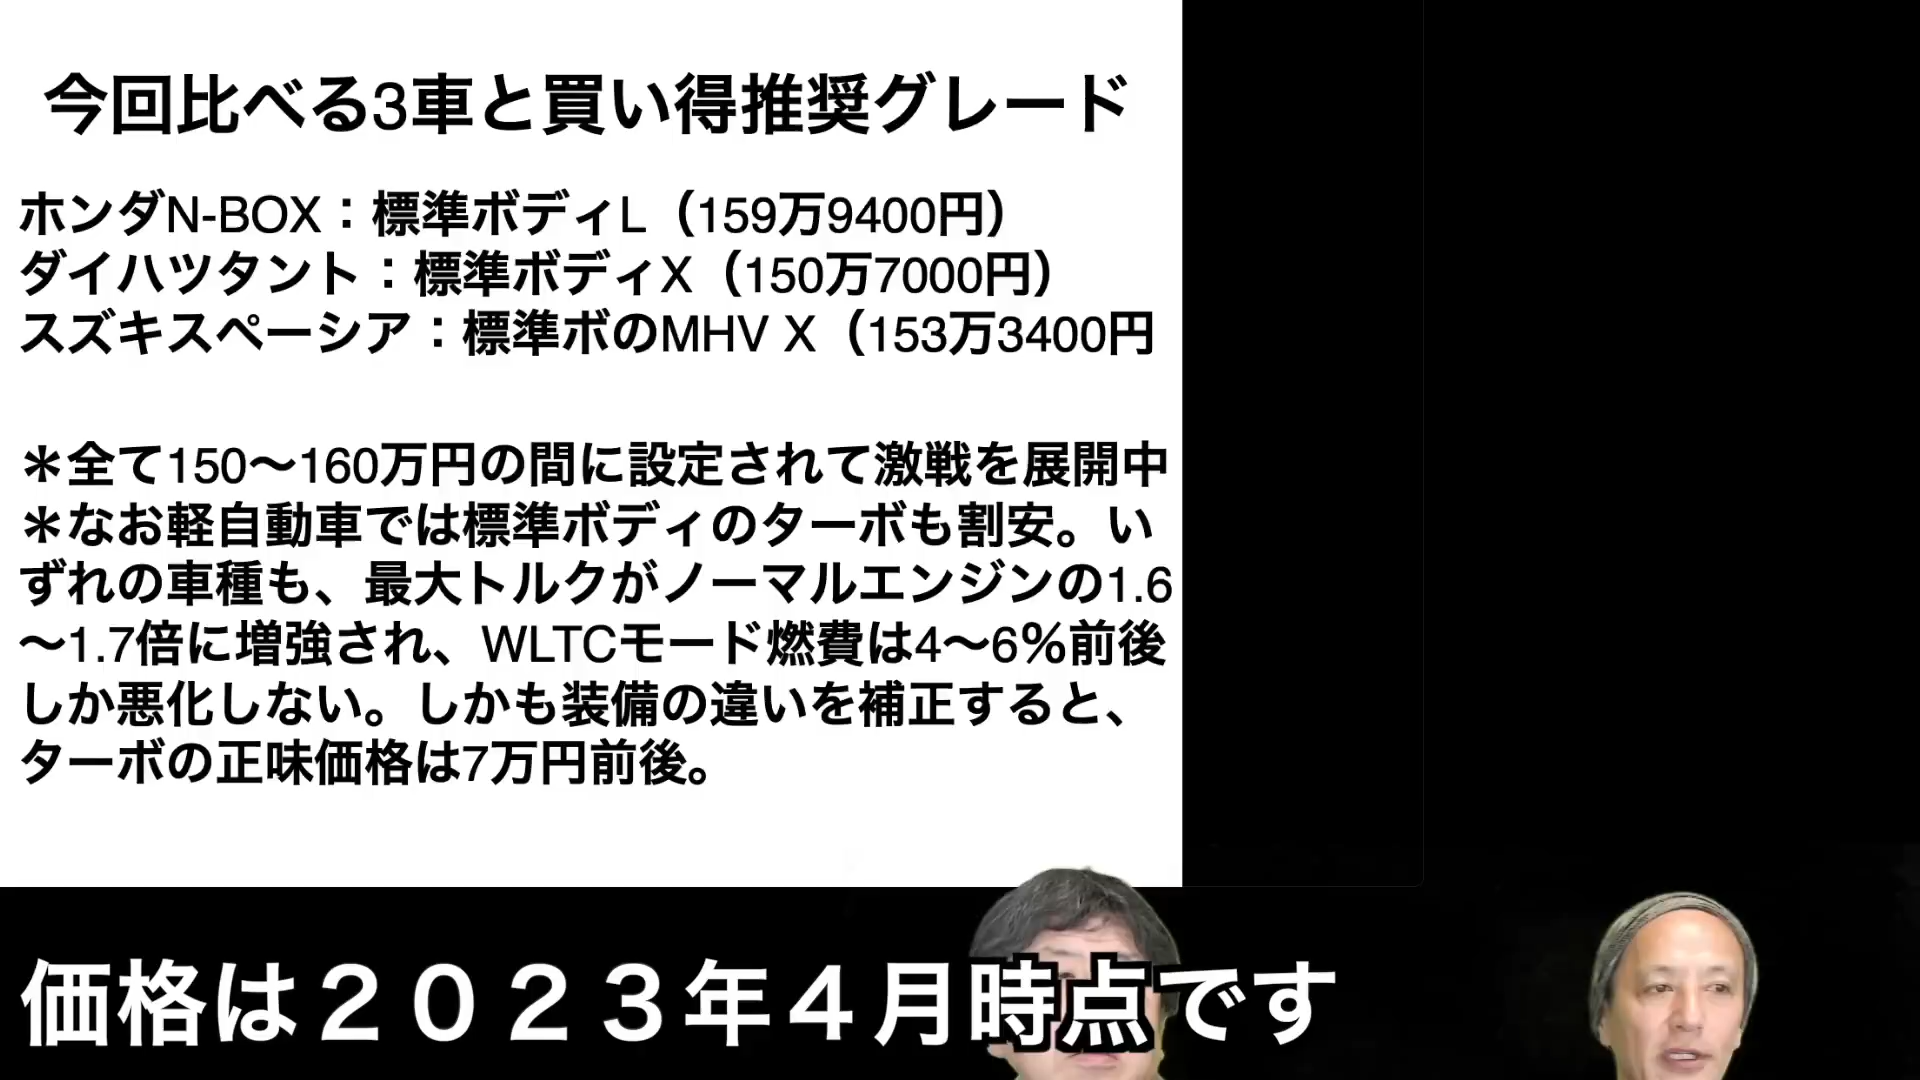 今回比べる3車と買い得推奨グレード
ホンダN-BOX：標準ボディL（159万9400円）
ダイハツタント：標準ボディX（150万7000円）
スズキスペーシア：標準ボのMHV X（153万3400円
＊全て150〜160万円の間に設定されて激戦を展開中
＊なお軽自動車では標準ボディのターボも割安。い
ずれの車種も、最大トルクがノーマルエンジンの1.6
〜1.7倍に増強され、WLTCモード燃費は4〜6%前後
しか悪化しない。しかも装備の違いを補正すると、
ターボの正味価格は7万円前後。
価格は２０２３年４月時点です